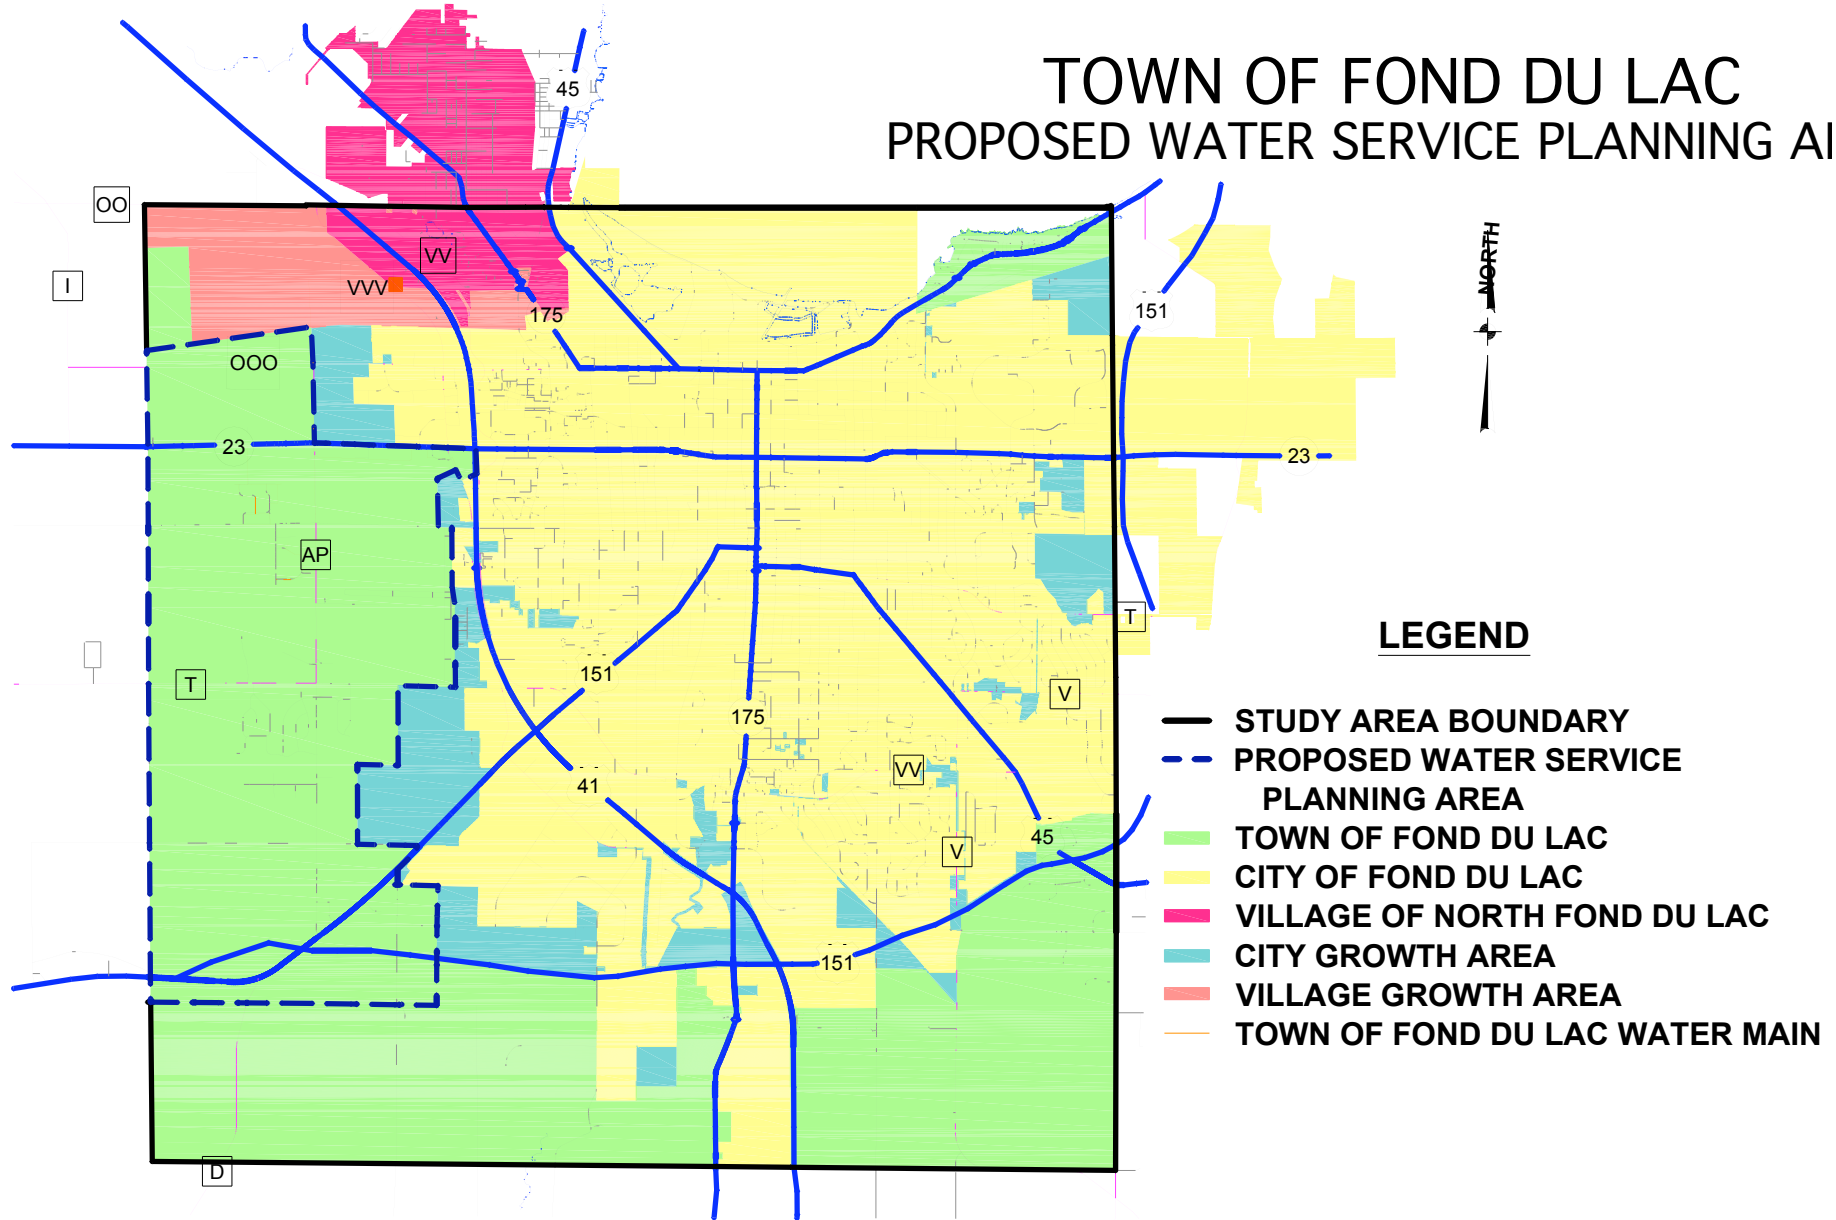 TOWN OF FOND DU LAC
PROPOSED WATER SERVICE PLANNING
45
OO
VV
I
VVV
175
151
NORTH
OOO
23
23
AP
T
T
151
V
175
VV
41
45
V
151
D
LEGEND
STUDY AREA BOUNDARY
PROPOSED WATER SERVICE
PLANNING AREA
TOWN OF FOND DU LAC
CITY OF FOND DU LAC
VILLAGE OF NORTH FOND DU LAC
CITY GROWTH AREA
VILLAGE GROWTH AREA
TOWN OF FOND DU LAC WATER MAIN